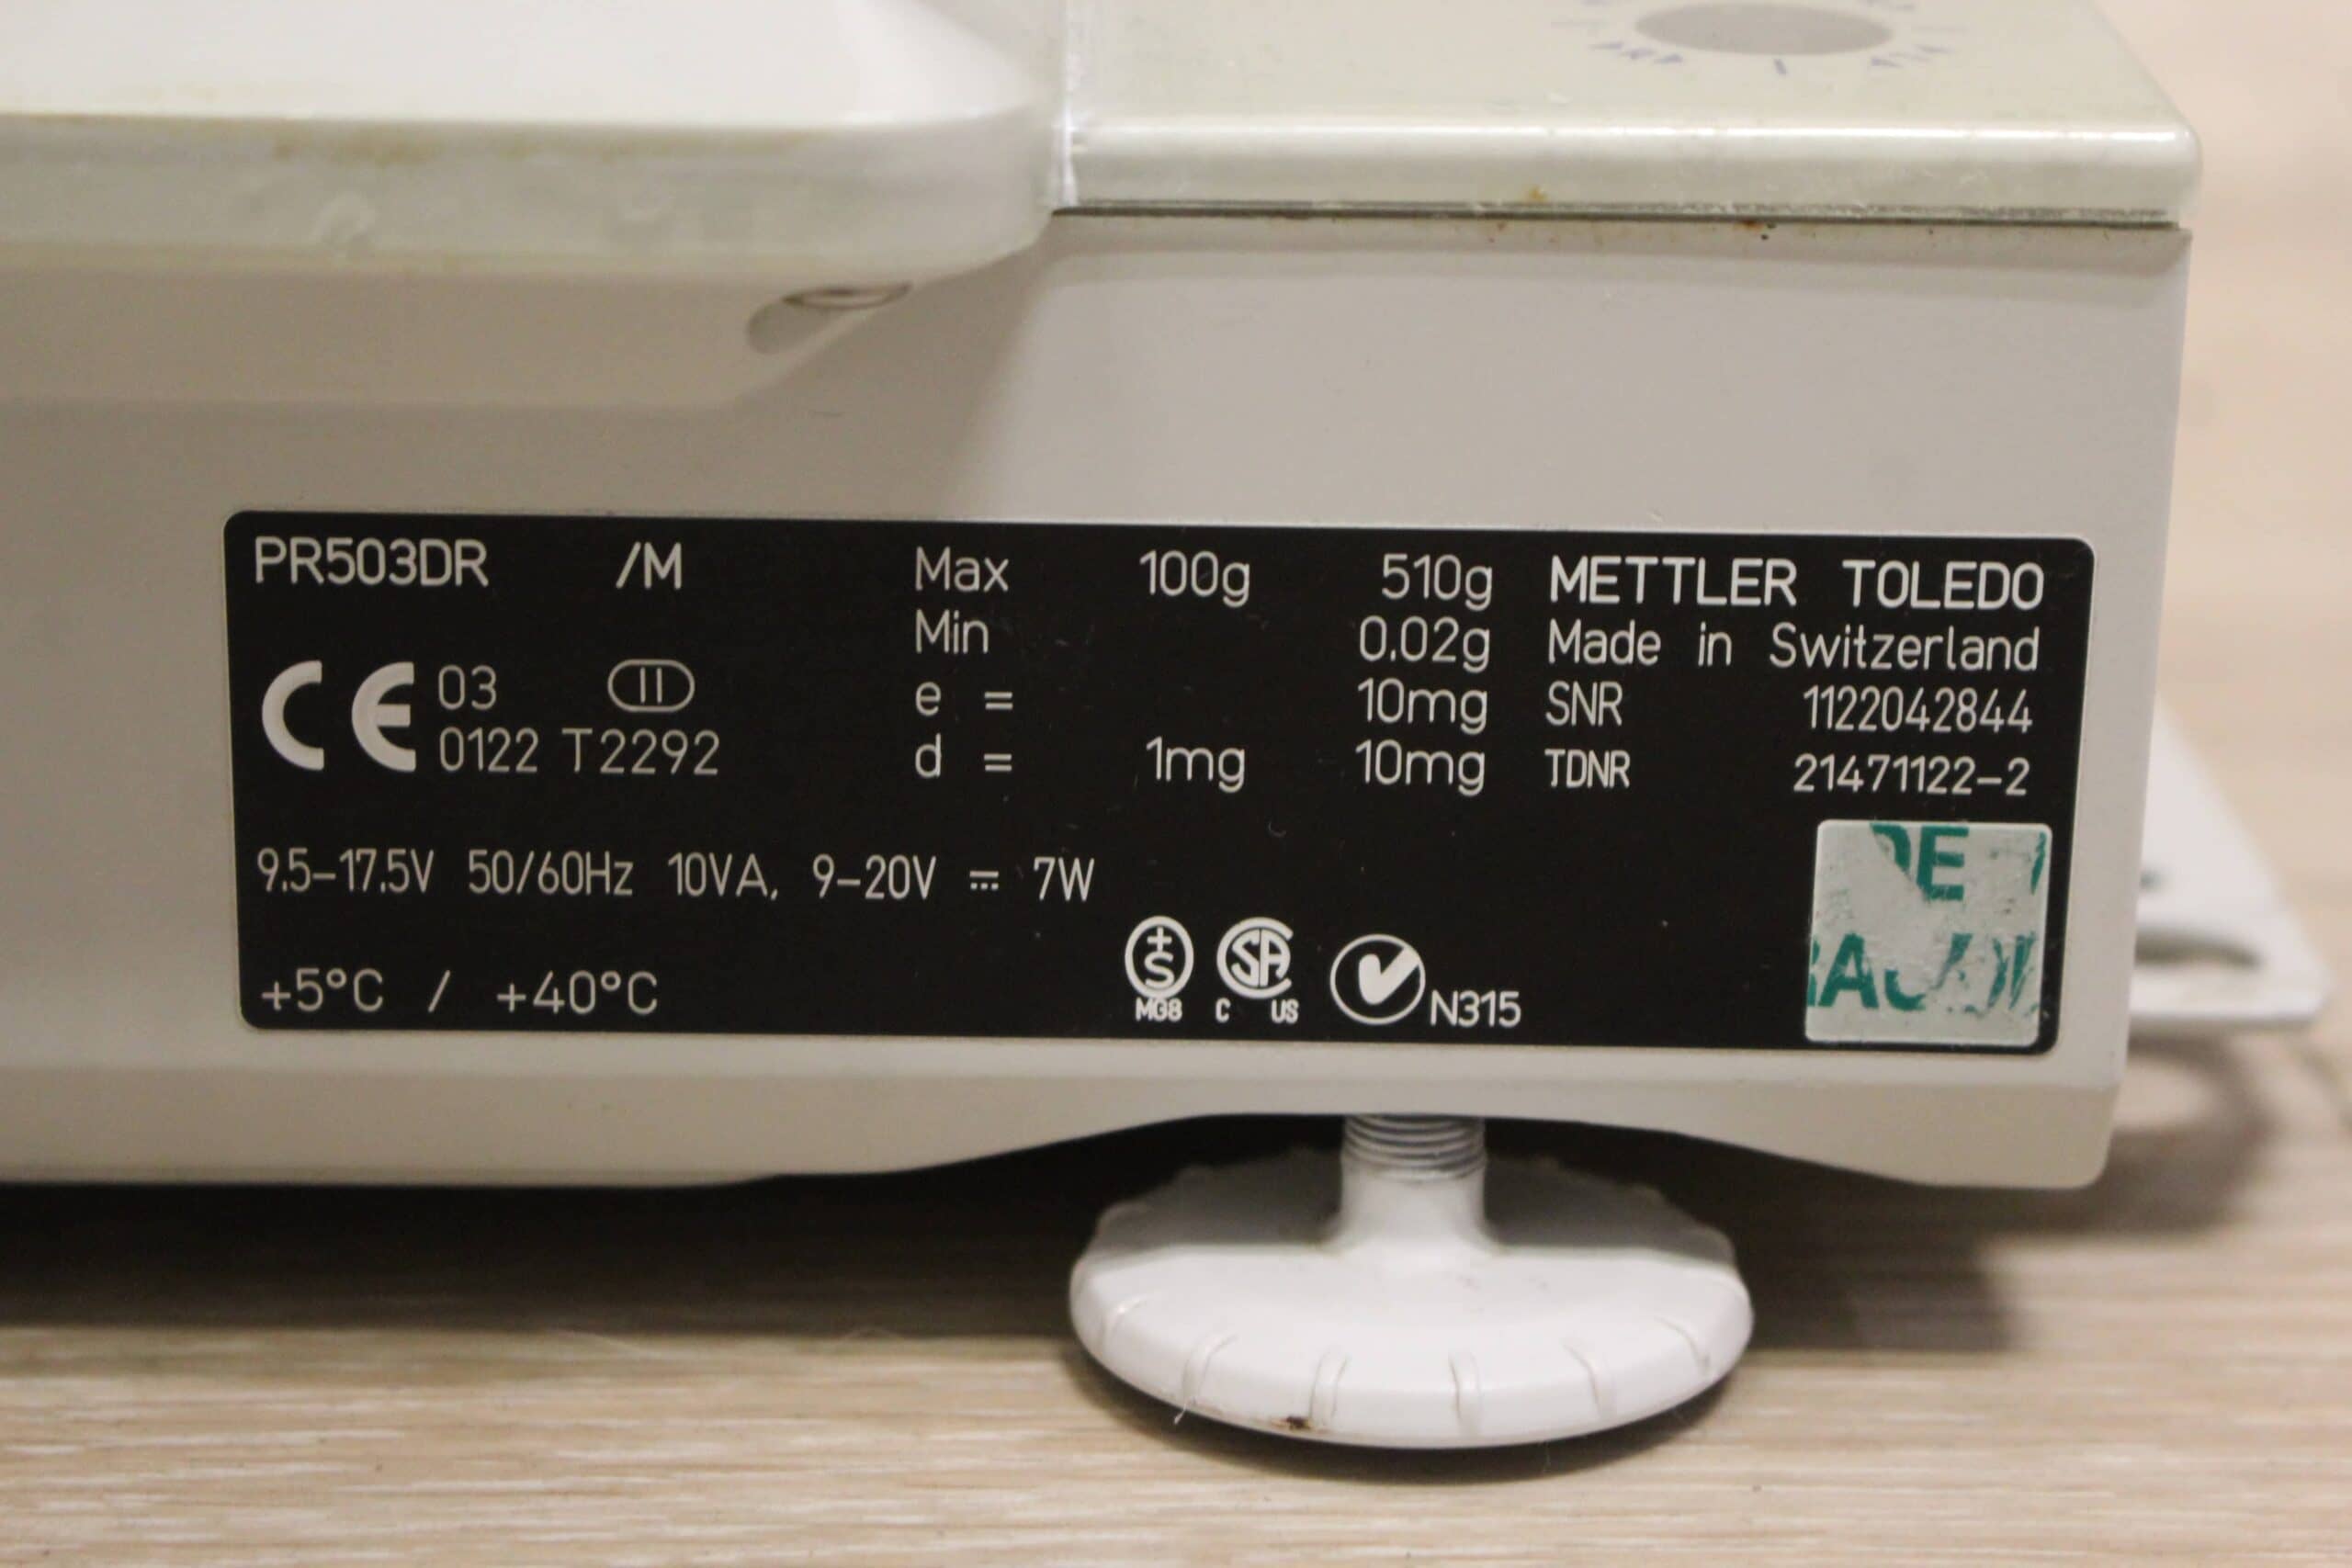 PR503DR /M
Max 100g 510g
Min 0.02g
e = 10mg
d = 1mg 10mg
METTLER TOLEDO
Made in Switzerland
SNR 1122042844
TDNR 21471122-2
CE 03 II
0122 T2292
9.5-17.5V 50/60Hz 10VA, 9-20V ⎓ 7W
+5°C / +40°C
+S
MG8
SA
C US
N315